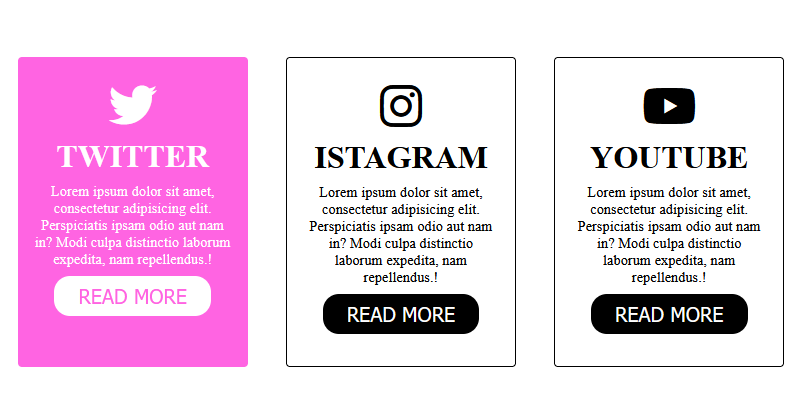 TWITTER
Lorem ipsum dolor sit amet,
consectetur adipisicing elit.
Perspiciatis ipsam odio aut nam
in? Modi culpa distinctio laborum
expedita, nam repellendus.!
READ MORE
ISTAGRAM
Lorem ipsum dolor sit amet,
consectetur adipisicing elit.
Perspiciatis ipsam odio aut nam
in? Modi culpa distinctio
laborum expedita, nam
repellendus.!
READ MORE
YOUTUBE
Lorem ipsum dolor sit amet,
consectetur adipisicing elit.
Perspiciatis ipsam odio aut nam
in? Modi culpa distinctio
laborum expedita, nam
repellendus.!
READ MORE